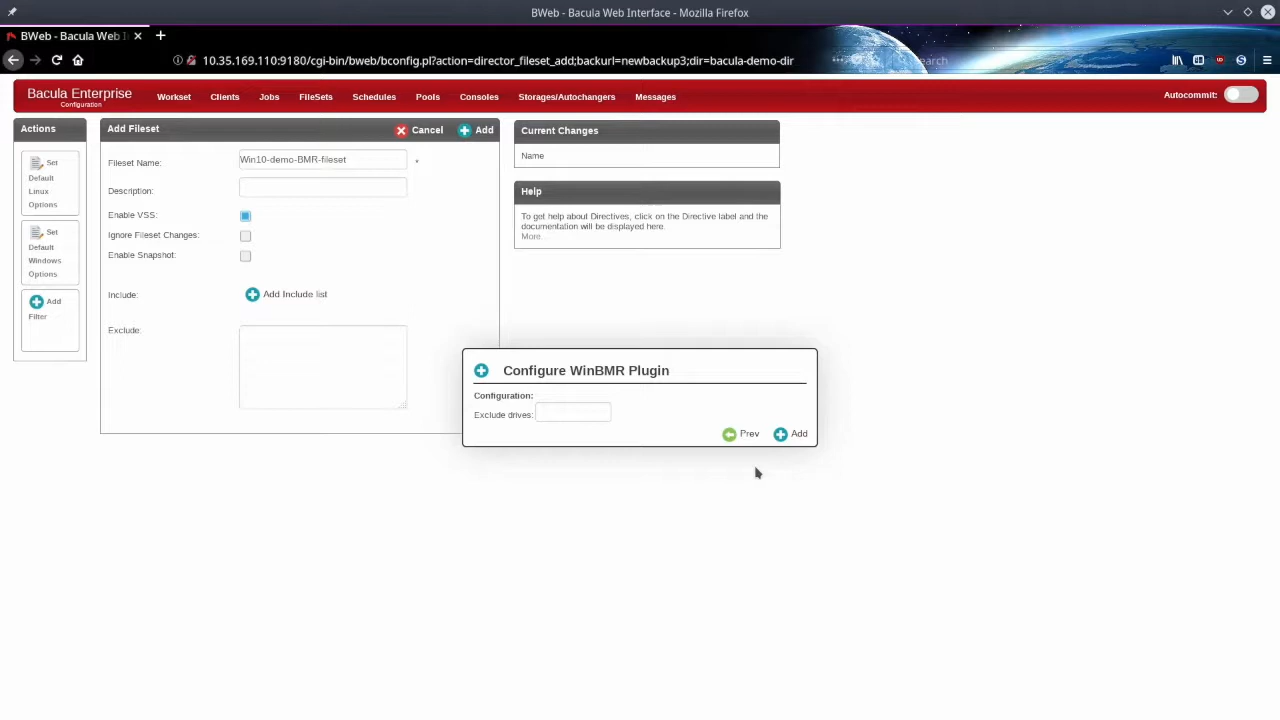 BWeb - Bacula Web Interface - Mozilla Firefox
BWeb - Bacula Web I
10.35.169.110:9180/cgi-bin/bweb/bconfig.pl?action=director_fileset_add;backurl=newbackup3;dir=bacula-demo-dir
Search
Bacula Enterprise
Configuration
Workset
Clients
Jobs
FileSets
Schedules
Pools
Consoles
Storages/Autochangers
Messages
Autocommit:
Actions
Set
Default
Linux
Options
Set
Default
Windows
Options
Add
Filter
Add Fileset
Cancel
Add
Fileset Name:
Win10-demo-BMR-fileset
*
Description:
Enable VSS:
Ignore Fileset Changes:
Enable Snapshot:
Include:
Add Include list
Exclude:
Current Changes
Name
Help
To get help about Directives, click on the Directive label and the
documentation will be displayed here.
More...
Configure WinBMR Plugin
Configuration:
Exclude drives:
Prev
Add